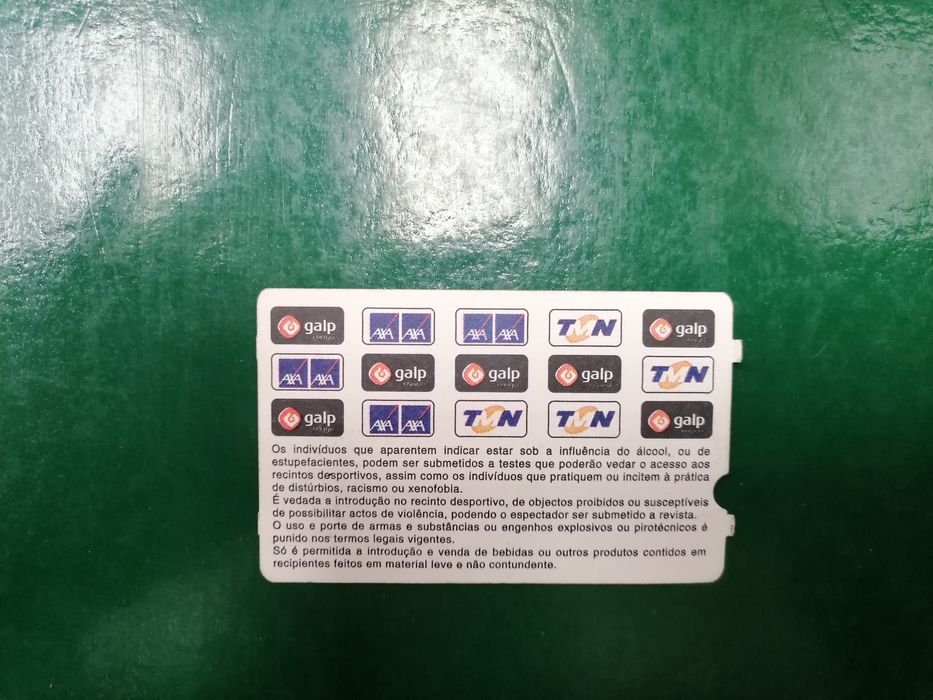 galp energia AXA AXA AXA AXA TMN galp
AXA AXA galp energia galp energia galp TMN
galp energia AXA AXA TMN TMN galp
Os indivíduos que aparentem indicar estar sob a influência do álcool, ou de
estupefacientes, podem ser submetidos a testes que poderão vedar o acesso aos
recintos desportivos, assim como os indivíduos que pratiquem ou incitem à prática
de distúrbios, racismo ou xenofobia.
É vedada a introdução no recinto desportivo, de objectos proibidos ou susceptíveis
de possibilitar actos de violência, podendo o espectador ser submetido a revista.
O uso e porte de armas e substâncias ou engenhos explosivos ou pirotécnicos é
punido nos termos legais vigentes.
Só é permitida a introdução e venda de bebidas ou outros produtos contidos em
recipientes feitos em material leve e não contundente.